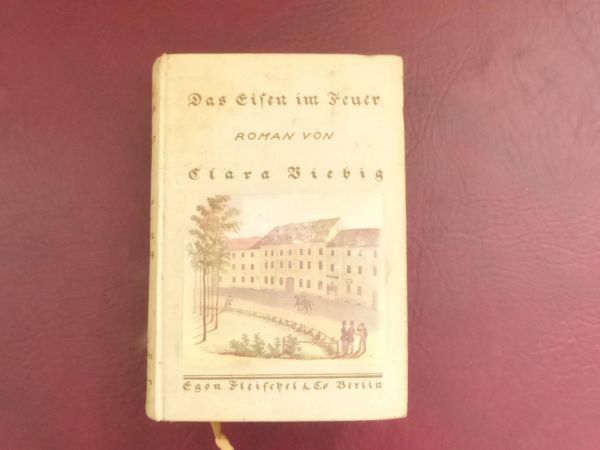 Das Eisen im Feuer
ROMAN VON
Clara Viebig
Egon Fleischel & Co Berlin